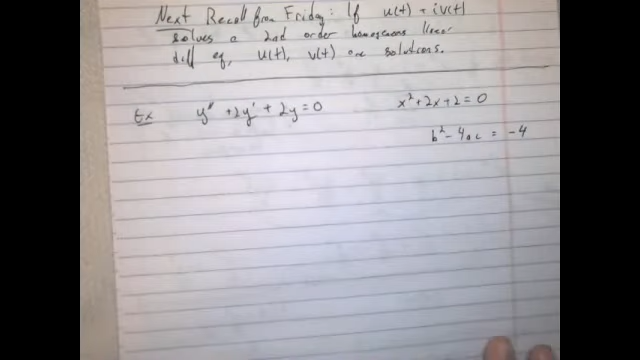 Next Recall from Friday: If u(t) + iv(t)
solves a 2nd order homogeneous linear
diff eq, u(t), v(t) are solutions.
Ex y'' + 2y' + 2y = 0 x² + 2x + 2 = 0
b² - 4ac = -4